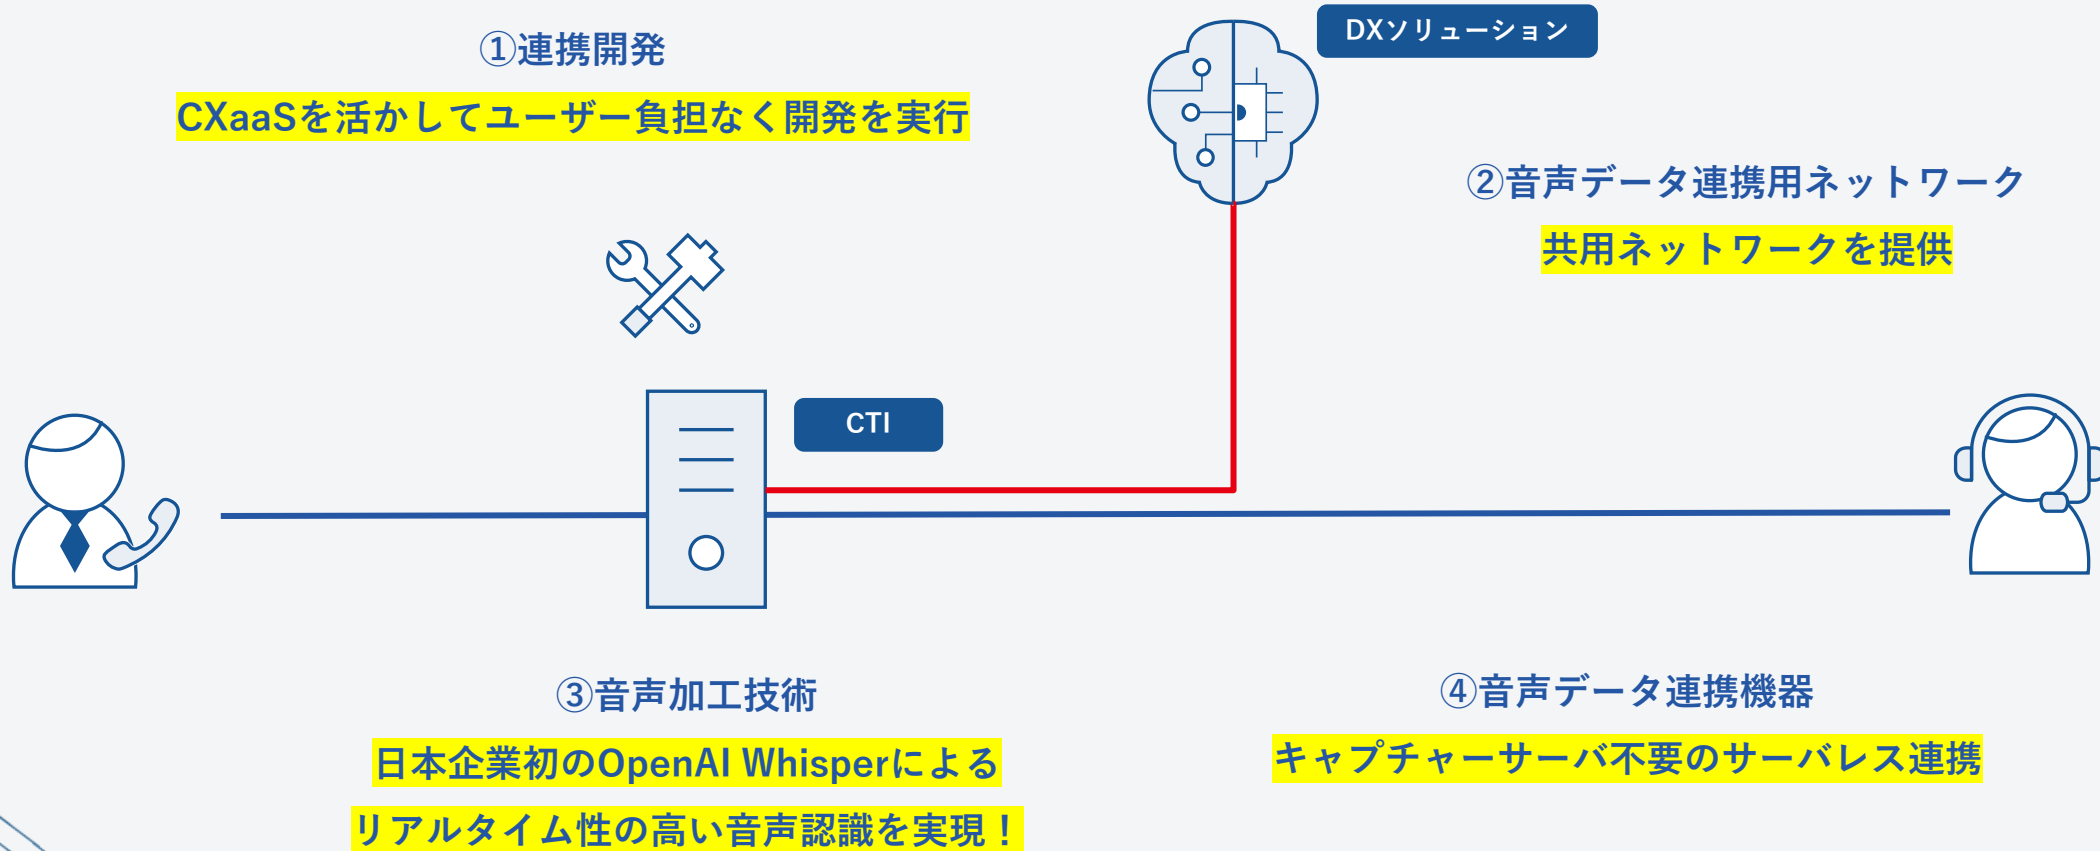 DXソリューション
①連携開発
CXaaSを活かしてユーザー負担なく開発を実行
②音声データ連携用ネットワーク
共用ネットワークを提供
CTI
③音声加工技術
日本企業初のOpenAI Whisperによる
リアルタイム性の高い音声認識を実現！
④音声データ連携機器
キャプチャーサーバ不要のサーバレス連携